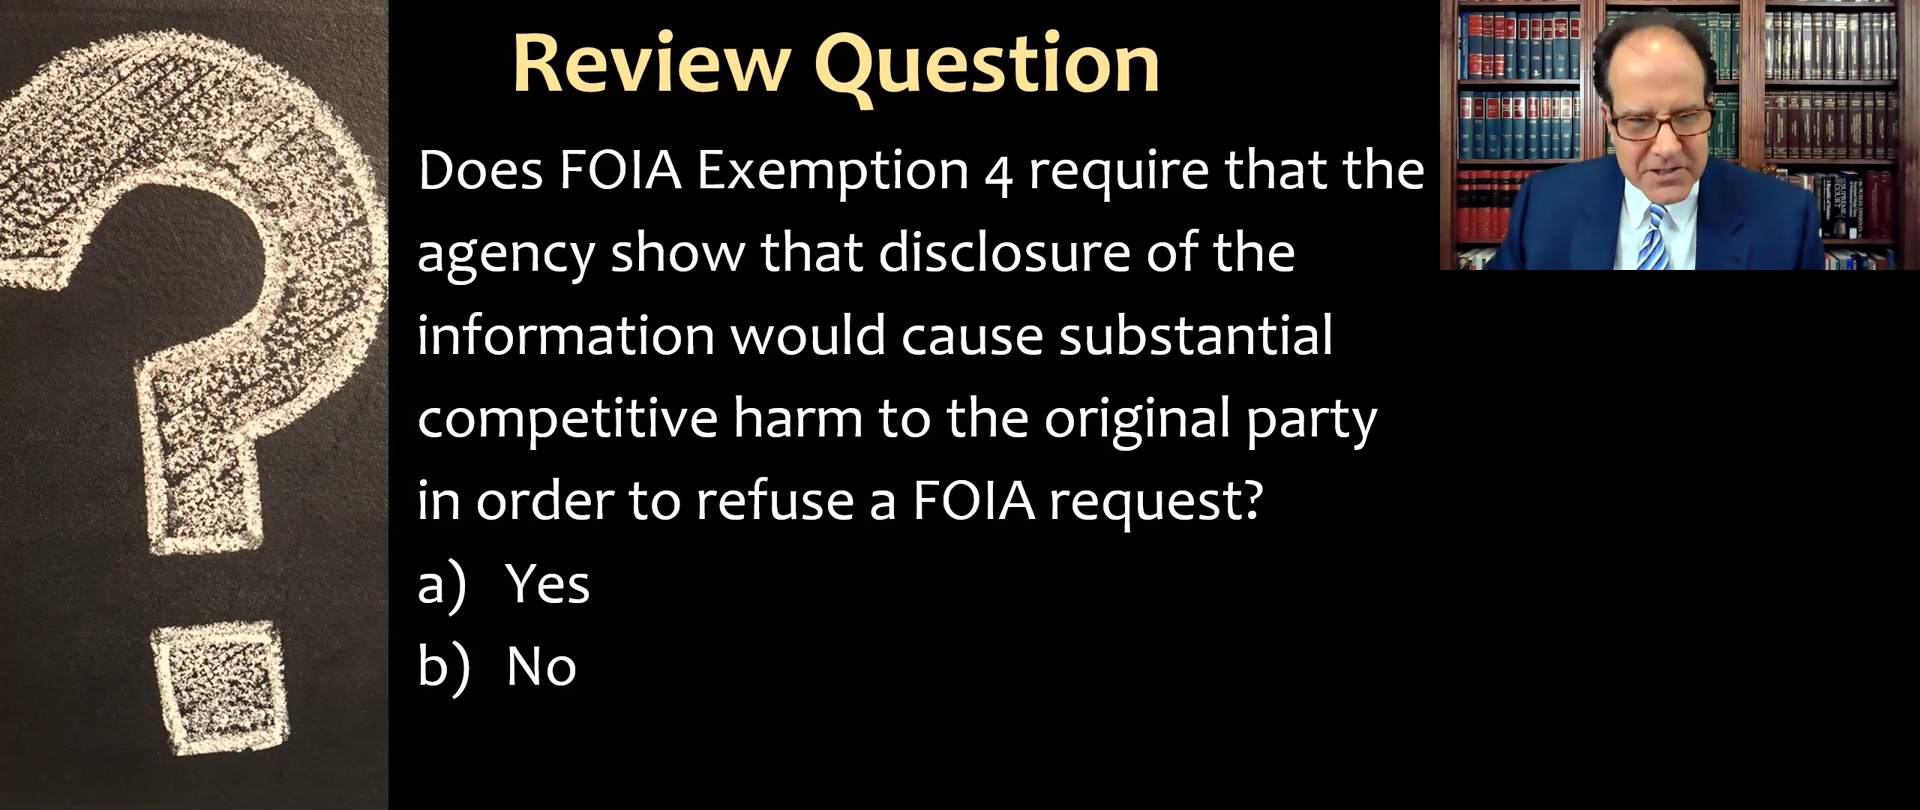 Review Question
Does FOIA Exemption 4 require that the
agency show that disclosure of the
information would cause substantial
competitive harm to the original party
in order to refuse a FOIA request?
a) Yes
b) No